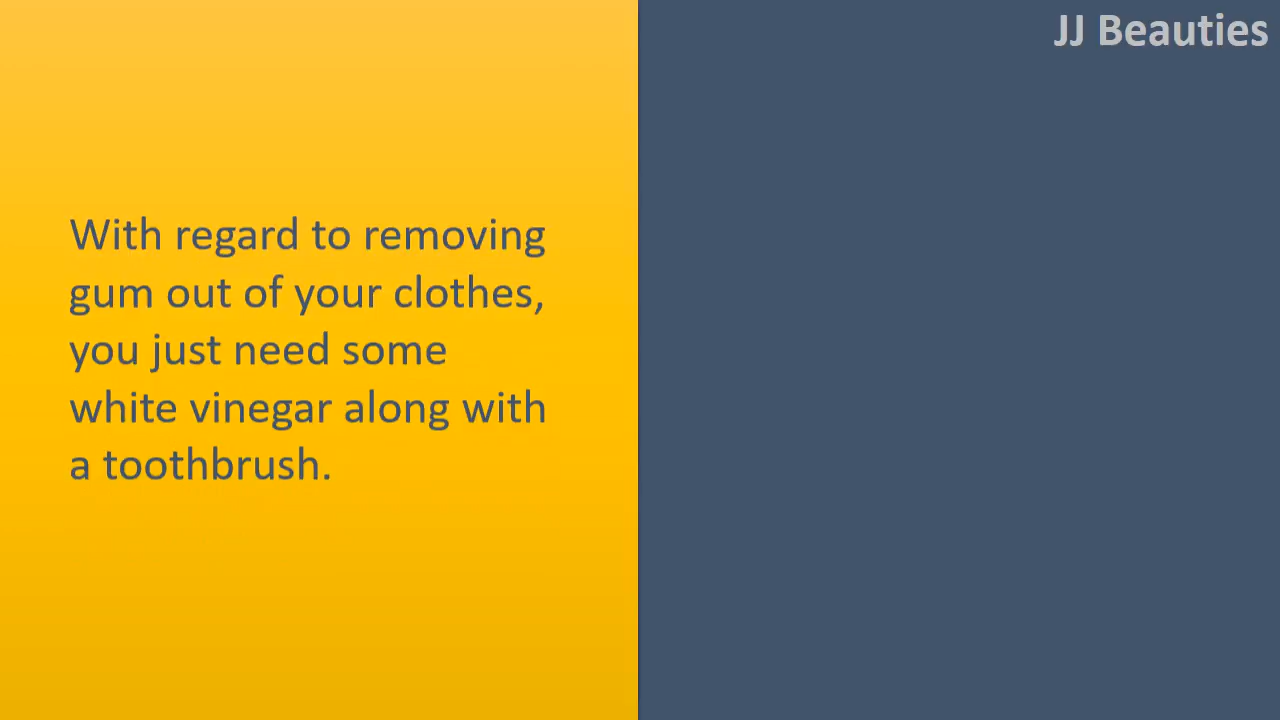 JJ Beauties
With regard to removing
gum out of your clothes,
you just need some
white vinegar along with
a toothbrush.